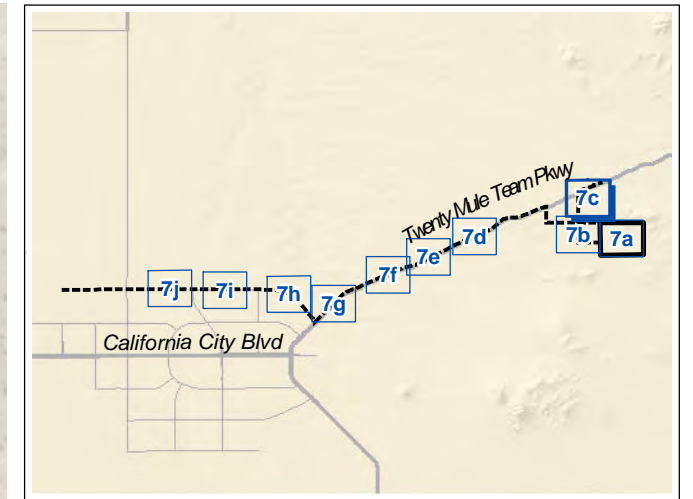 Twenty Mule Team Pkwy
7c
7b
7a
7d
7e
7f
7g
7h
7i
7j
California City Blvd